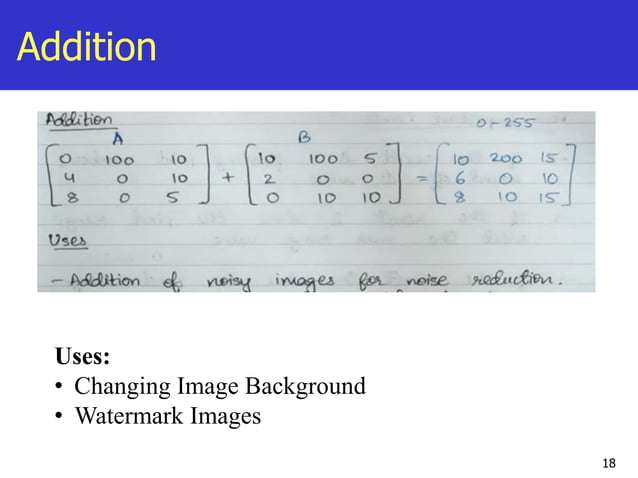 Addition
Addition
0-255
A B
0 100 10 10 100 5 10 200 15
4 0 10 + 2 0 0 = 6 0 10
8 0 5 0 10 10 8 10 15
Uses
- Addition of noisy images for noise reduction.
Uses:
• Changing Image Background
• Watermark Images
18